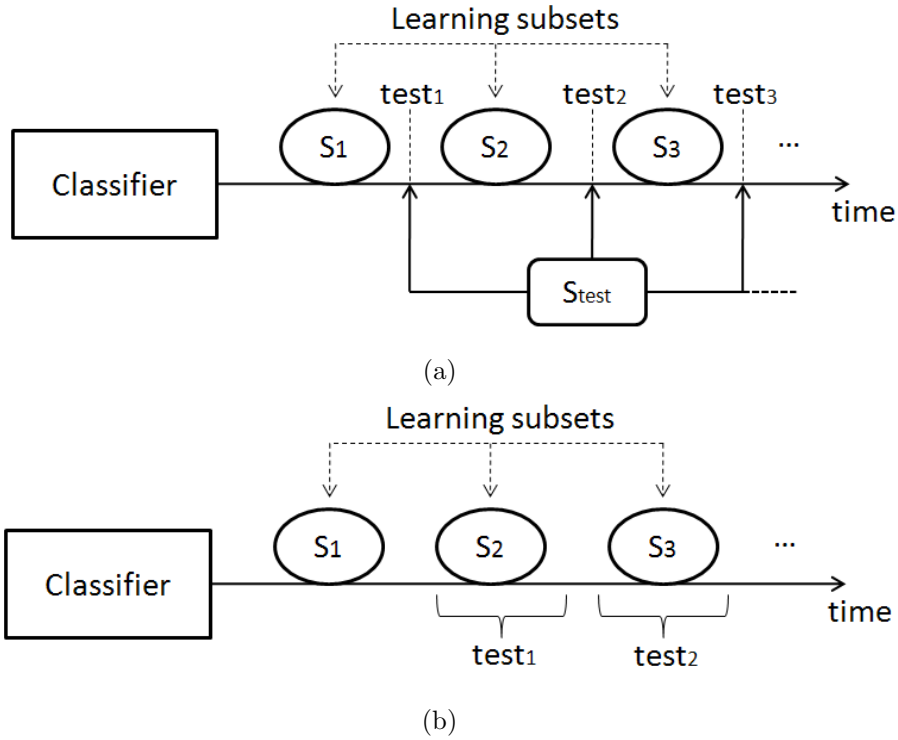 Learning subsets
test1 test2 test3
S1 S2 S3 ...
Classifier
time
Stest
(a)
Learning subsets
S1 S2 S3 ...
Classifier
time
test1 test2
(b)